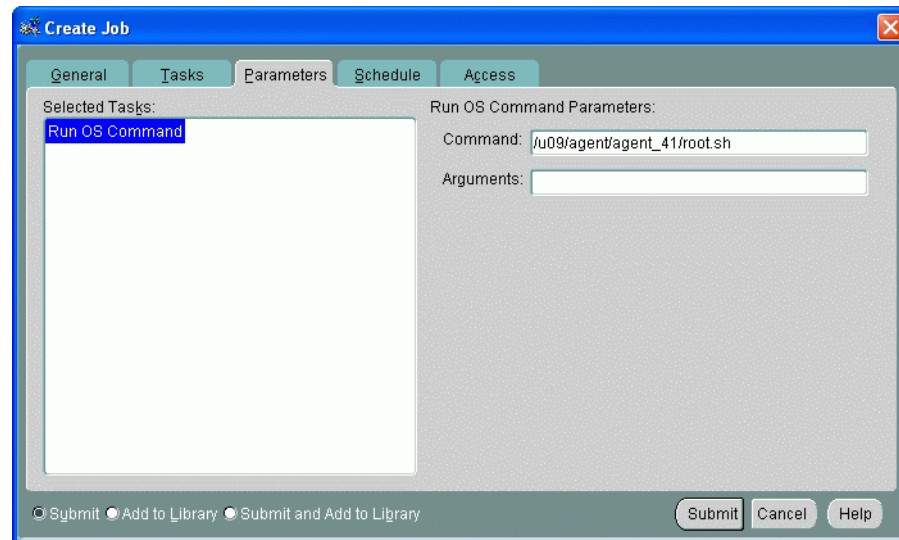 Create Job
General Tasks Parameters Schedule Access
Selected Tasks:
Run OS Command
Run OS Command Parameters:
Command: /u09/agent/agent_41/root.sh
Arguments:
Submit Add to Library Submit and Add to Library
Submit Cancel Help